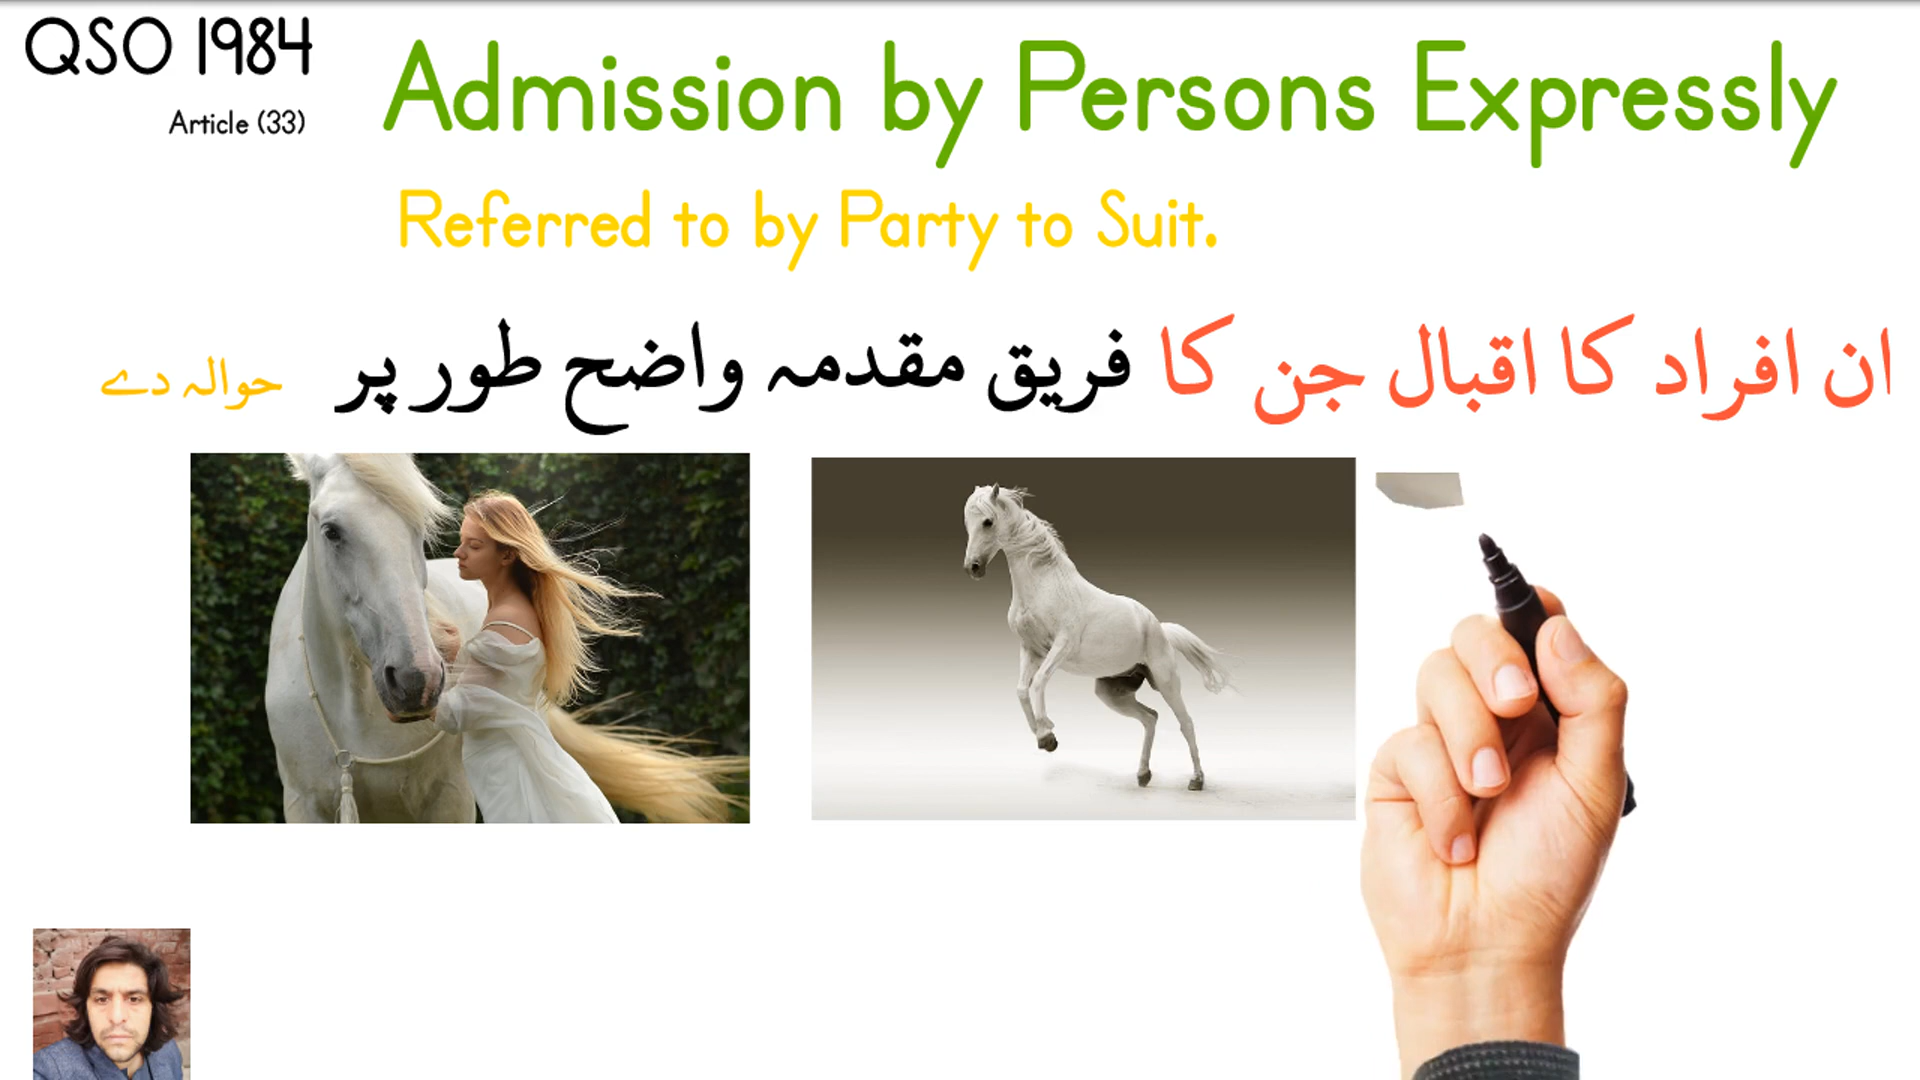 QSO 1984
Article (33)
Admission by Persons Expressly
Referred to by Party to Suit.
ان افراد کا اقبال جن کا فریق مقدمہ واضح طور پر حوالہ دے